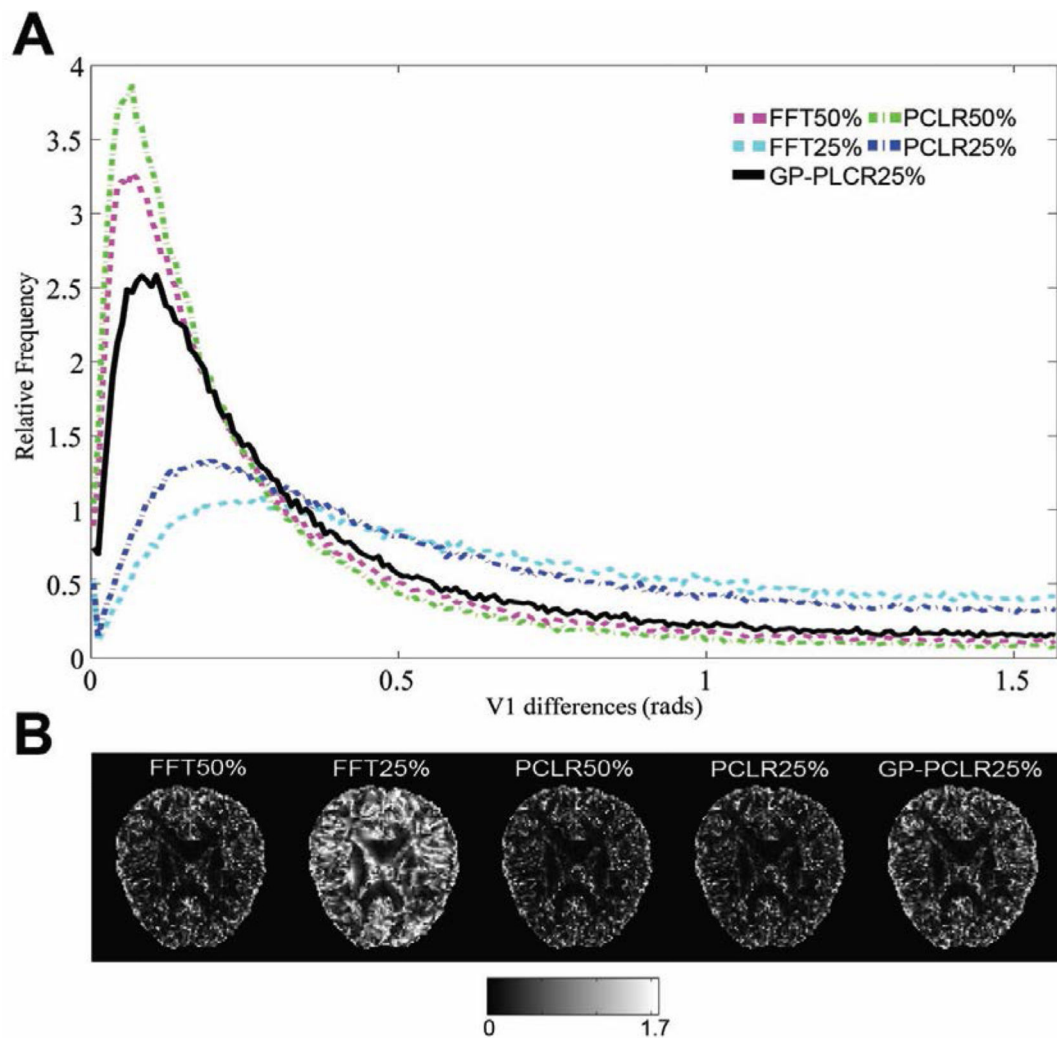 A
4
3.5
3
2.5
2
1.5
1
0.5
0
Relative Frequency
FFT50% PCLR50%
FFT25% PCLR25%
GP-PLCR25%
0 0.5 1 1.5
V1 differences (rads)
B
FFT50% FFT25% PCLR50% PCLR25% GP-PCLR25%
0 1.7